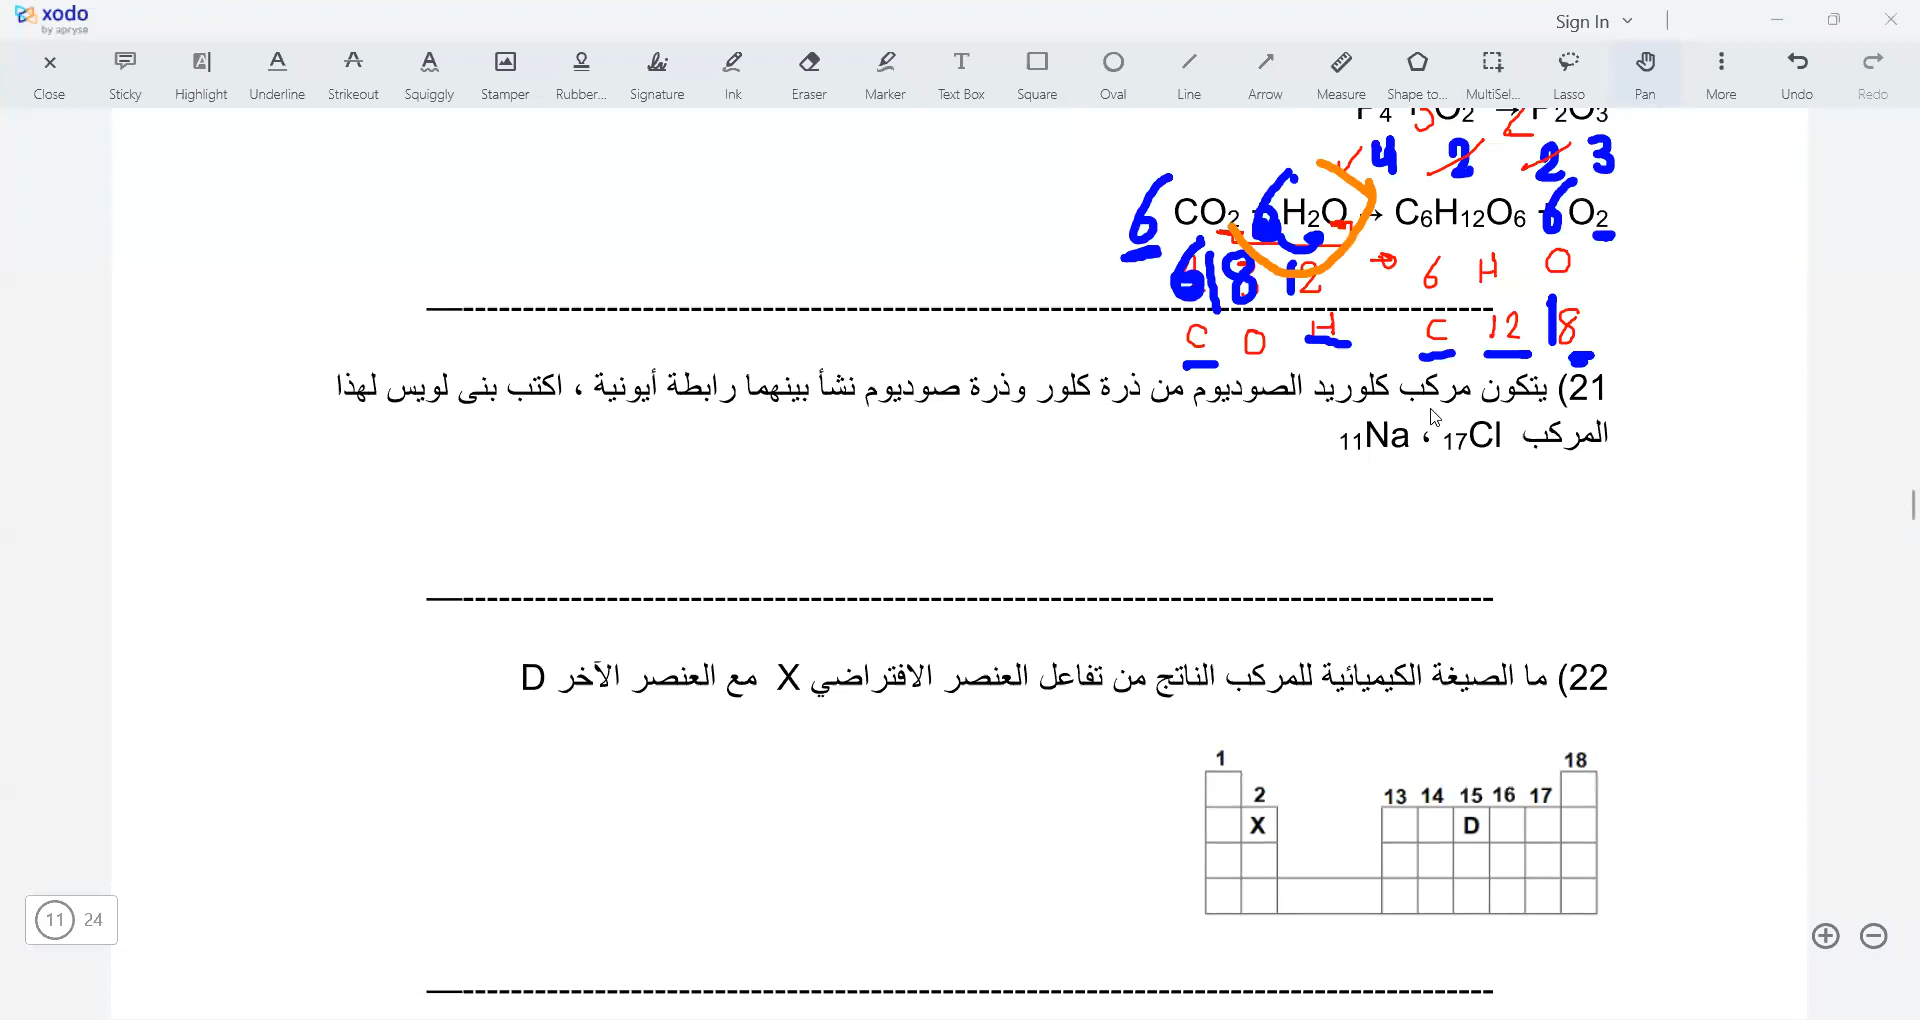 xodo
by apryse
Sign In
Close Sticky Highlight Underline Strikeout Squiggly Stamper Rubber... Signature Ink Eraser Marker Text Box Square Oval Line Arrow Measure Shape to... MultiSel... Lasso Pan More Undo Redo
4 2 2 3
6 CO2 6 H2O → C6H12O6 + 6 O2
6 18 12 → 6 H O
C O H C 12 18
21) يتكون مركب كلوريد الصوديوم من ذرة كلور وذرة صوديوم نشأ بينهما رابطة أيونية ، اكتب بنى لويس لهذا
المركب 17Cl ، 11Na
22) ما الصيغة الكيميائية للمركب الناتج من تفاعل العنصر الافتراضي X مع العنصر الآخر D
1 18
2 13 14 15 16 17
X D
11 24